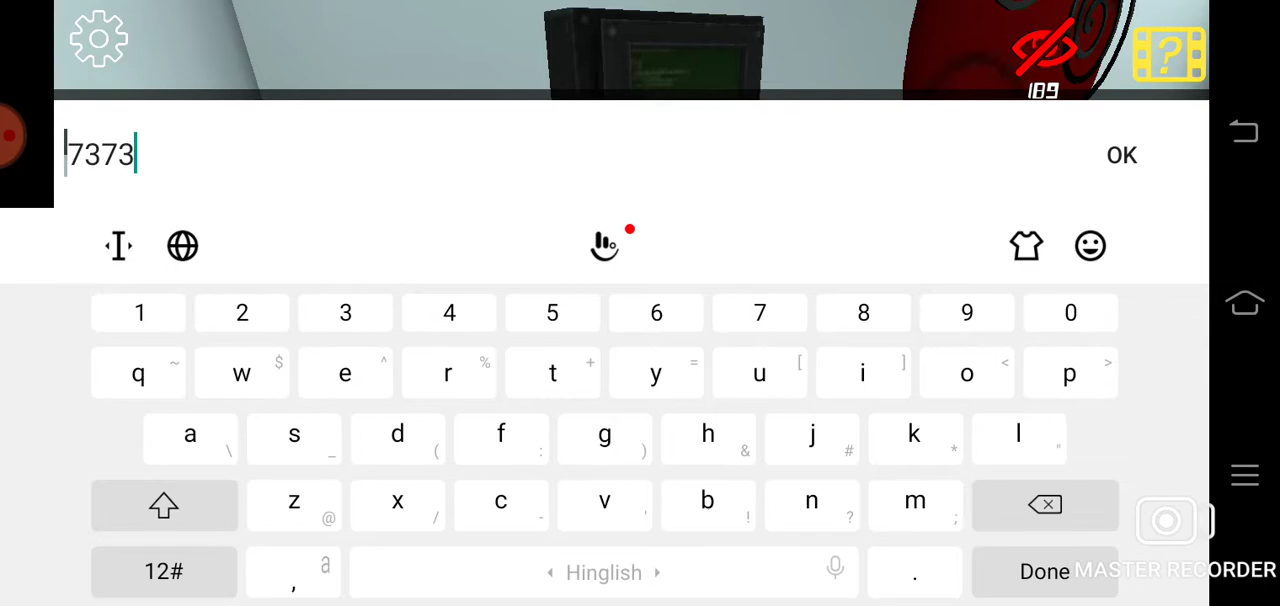 189
7373
OK
1 2 3 4 5 6 7 8 9 0
q ~ w $ e ^ r % t + y = u [ i ] o < p >
a \ s _ d ( f : g ) h & j # k * l "
z @ x / c - v ' b ! n ? m ;
12# , a Hinglish . Done
MASTER RECORDER